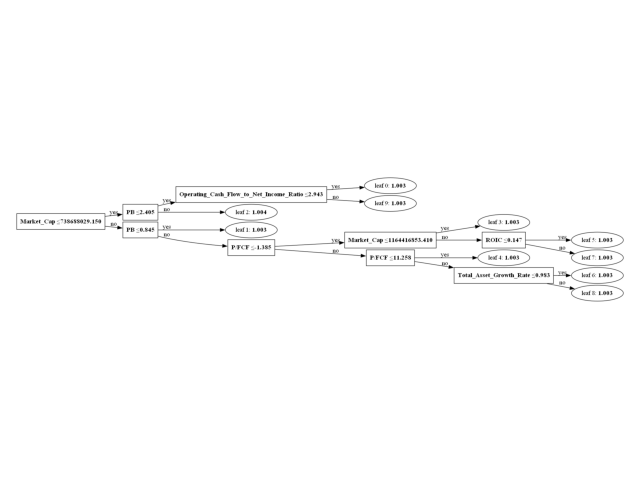 Operating_Cash_Flow_to_Net_Income_Ratio ≤2.943
yes
leaf 0: 1.003
no
leaf 9: 1.003
Market_Cap ≤738688029.150
yes
PB ≤2.405
yes
no
leaf 2: 1.004
no
PB ≤0.845
yes
leaf 1: 1.003
no
P/FCF ≤-1.385
yes
Market_Cap ≤1164416853.410
yes
leaf 3: 1.003
no
ROIC ≤0.147
yes
leaf 5: 1.003
no
leaf 7: 1.003
no
P/FCF ≤11.258
yes
leaf 4: 1.003
no
Total_Asset_Growth_Rate ≤0.983
yes
leaf 6: 1.003
no
leaf 8: 1.003